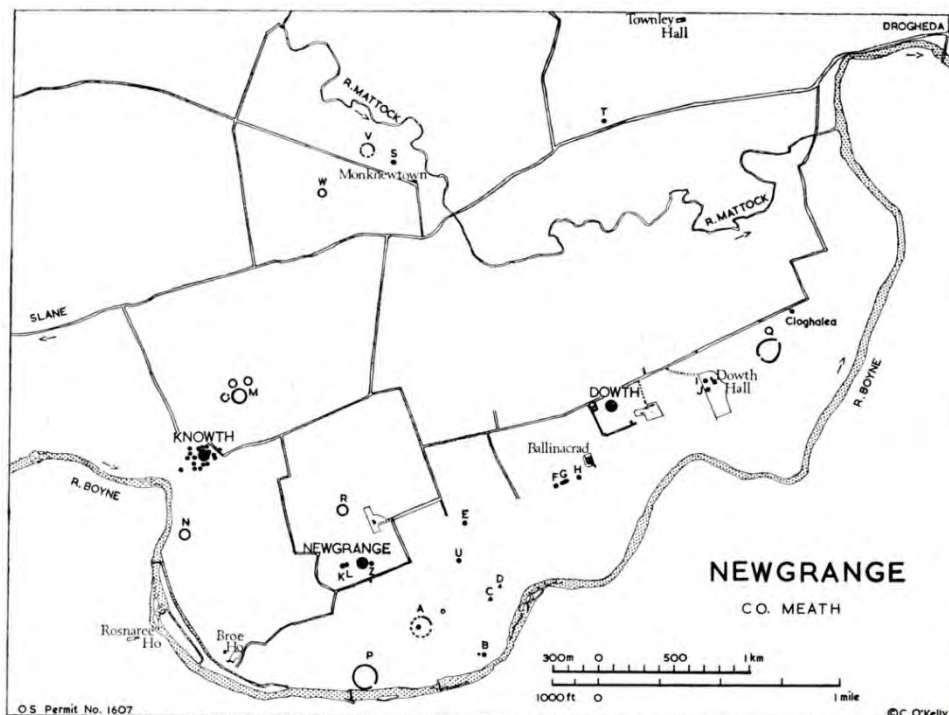 Townley
Hall
DROGHEDA
R. MATTOCK
T
V
S
Monknewtown
W
R. MATTOCK
SLANE
Cloghalea
Q
M
I
J
Dowth
Hall
DOWTH
R. BOYNE
KNOWTH
Ballinacrad
F G H
R. BOYNE
R
E
N
NEWGRANGE
K L
Z
U
D
C
NEWGRANGE
CO. MEATH
A
Rosnaree
Ho
Broe
Ho
B
P
300m 0 500 1 km
1000 ft 0 1 mile
OS Permit No. 1607
©C. O'Kelly